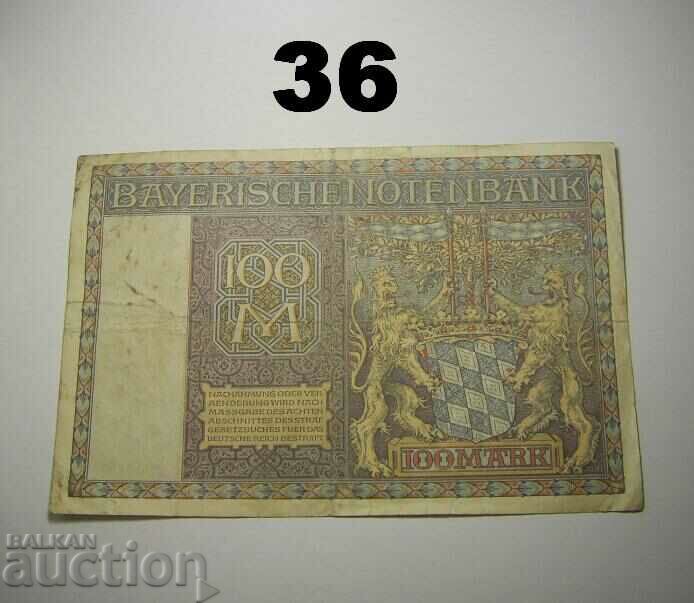 36
BAYERISCHE NOTENBANK
100
M
NACHAHMUNG ODER VER
AENDERUNG WIRD NACH
MASSGABE DES ACHTEN
ABSCHNITTES DES STRAF
GESETZBUCHES FUER DAS
DEUTSCHE REICH BESTRAFT
100 MARK
BALKAN
auction